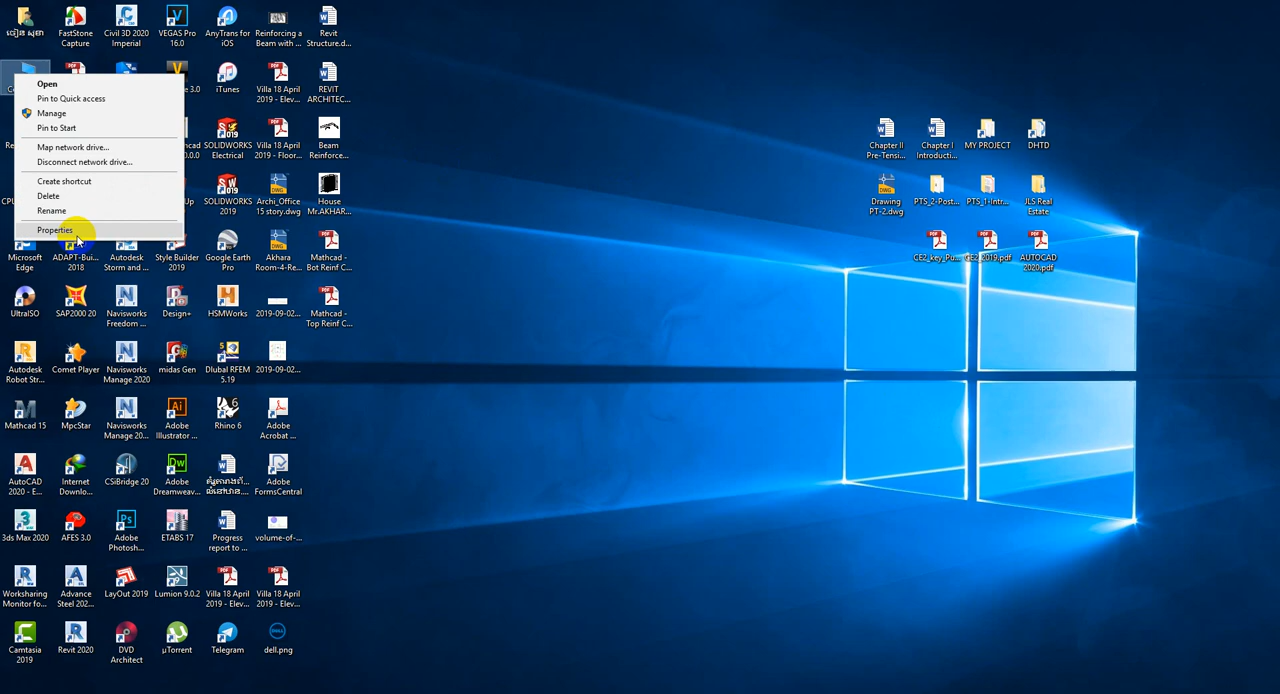 FastStone
Capture
Civil 3D 2020
Imperial
VEGAS Pro
16.0
AnyTrans for
iOS
Reinforcing a
Beam with ...
Revit
Structure.d...
3.0
iTunes
Villa 18 April
2019 - Elev...
REVIT
ARCHITEC...
Open
Pin to Quick access
Manage
Pin to Start
Map network drive...
Disconnect network drive...
Create shortcut
Delete
Rename
Properties
SOLIDWORKS
Electrical
Villa 18 April
2019 - Floor...
Beam
Reinforce...
SOLIDWORKS
2019
Archi_Office
15 story.dwg
House
Mr.AKHAR...
Microsoft
Edge
ADAPT-Bui...
2018
Autodesk
Storm and ...
Style Builder
2019
Google Earth
Pro
Akhara
Room-4-Re...
Mathcad -
Bot Reinf C...
UltraISO
SAP2000 20
Navisworks
Freedom ...
Design+
HSMWorks
2019-09-02...
Mathcad -
Top Reinf C...
Autodesk
Robot Str...
Comet Player
Navisworks
Manage 2020
midas Gen
Dlubal RFEM
5.19
2019-09-02...
Mathcad 15
MpcStar
Navisworks
Manage 20...
Adobe
Illustrator ...
Rhino 6
Adobe
Acrobat ...
AutoCAD
2020 - E...
Internet
Downlo...
CSiBridge 20
Adobe
Dreamweav...
Adobe
FormsCentral
3ds Max 2020
AFES 3.0
Adobe
Photosh...
ETABS 17
Progress
report to ...
volume-of-...
Worksharing
Monitor fo...
Advance
Steel 202...
LayOut 2019
Lumion 9.0.2
Villa 18 April
2019 - Elev...
Villa 18 April
2019 - Elev...
Camtasia
2019
Revit 2020
DVD
Architect
µTorrent
Telegram
dell.png
Chapter II
Pre-Tensi...
Chapter I
Introducti...
MY PROJECT
DHTD
Drawing
PT-2.dwg
PTS_2-Post...
PTS_1-Intr...
JLS Real
Estate
CE2_key_Pu...
CE2_2019.pdf
AUTOCAD
2020.pdf